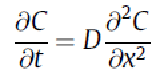 ∂C/∂t = D ∂²C/∂x²